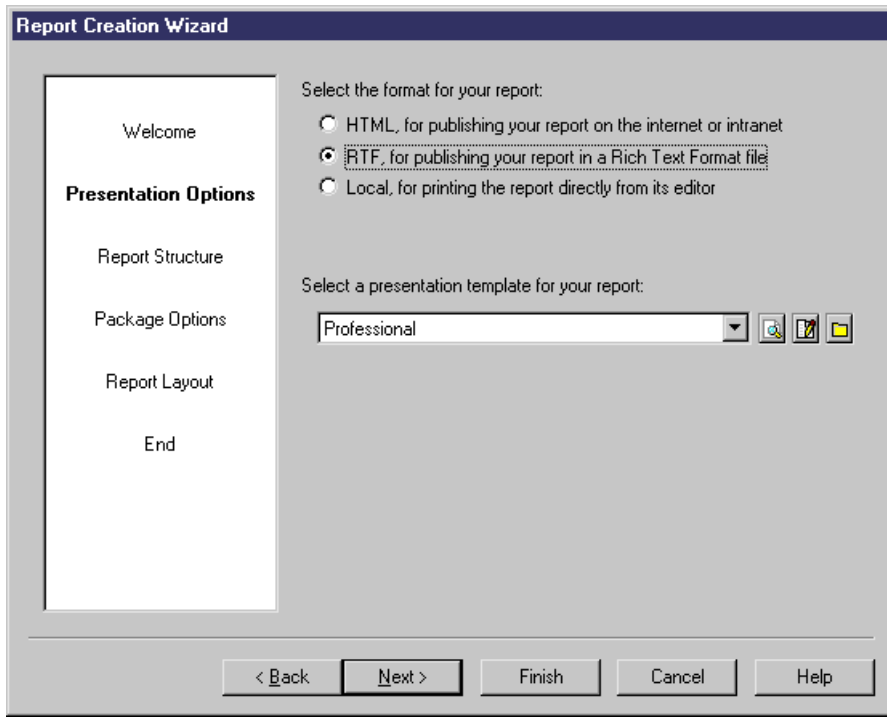 Report Creation Wizard
Welcome
Presentation Options
Report Structure
Package Options
Report Layout
End
Select the format for your report:
HTML, for publishing your report on the internet or intranet
RTF, for publishing your report in a Rich Text Format file
Local, for printing the report directly from its editor
Select a presentation template for your report:
Professional
< Back Next > Finish Cancel Help